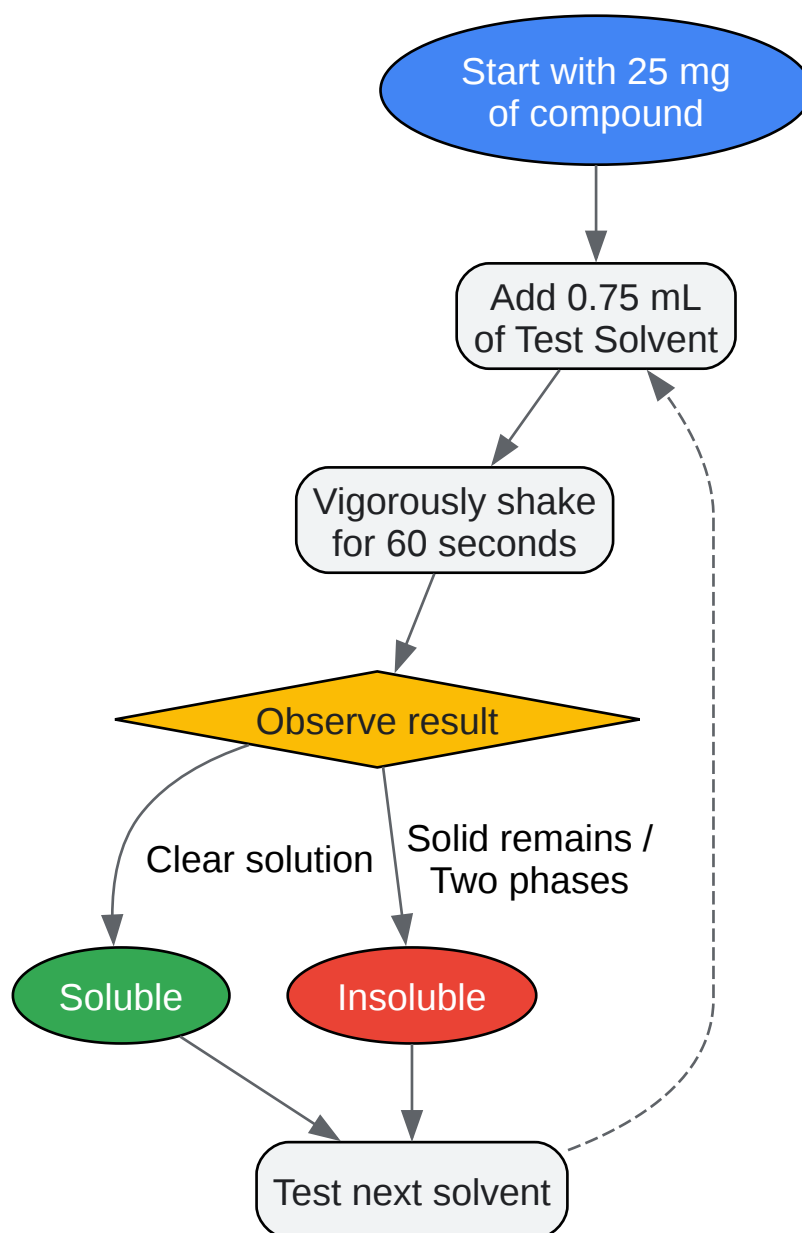 Start with 25 mg
of compound
Add 0.75 mL
of Test Solvent
Vigorously shake
for 60 seconds
Observe result
Clear solution
Solid remains /
Two phases
Soluble
Insoluble
Test next solvent